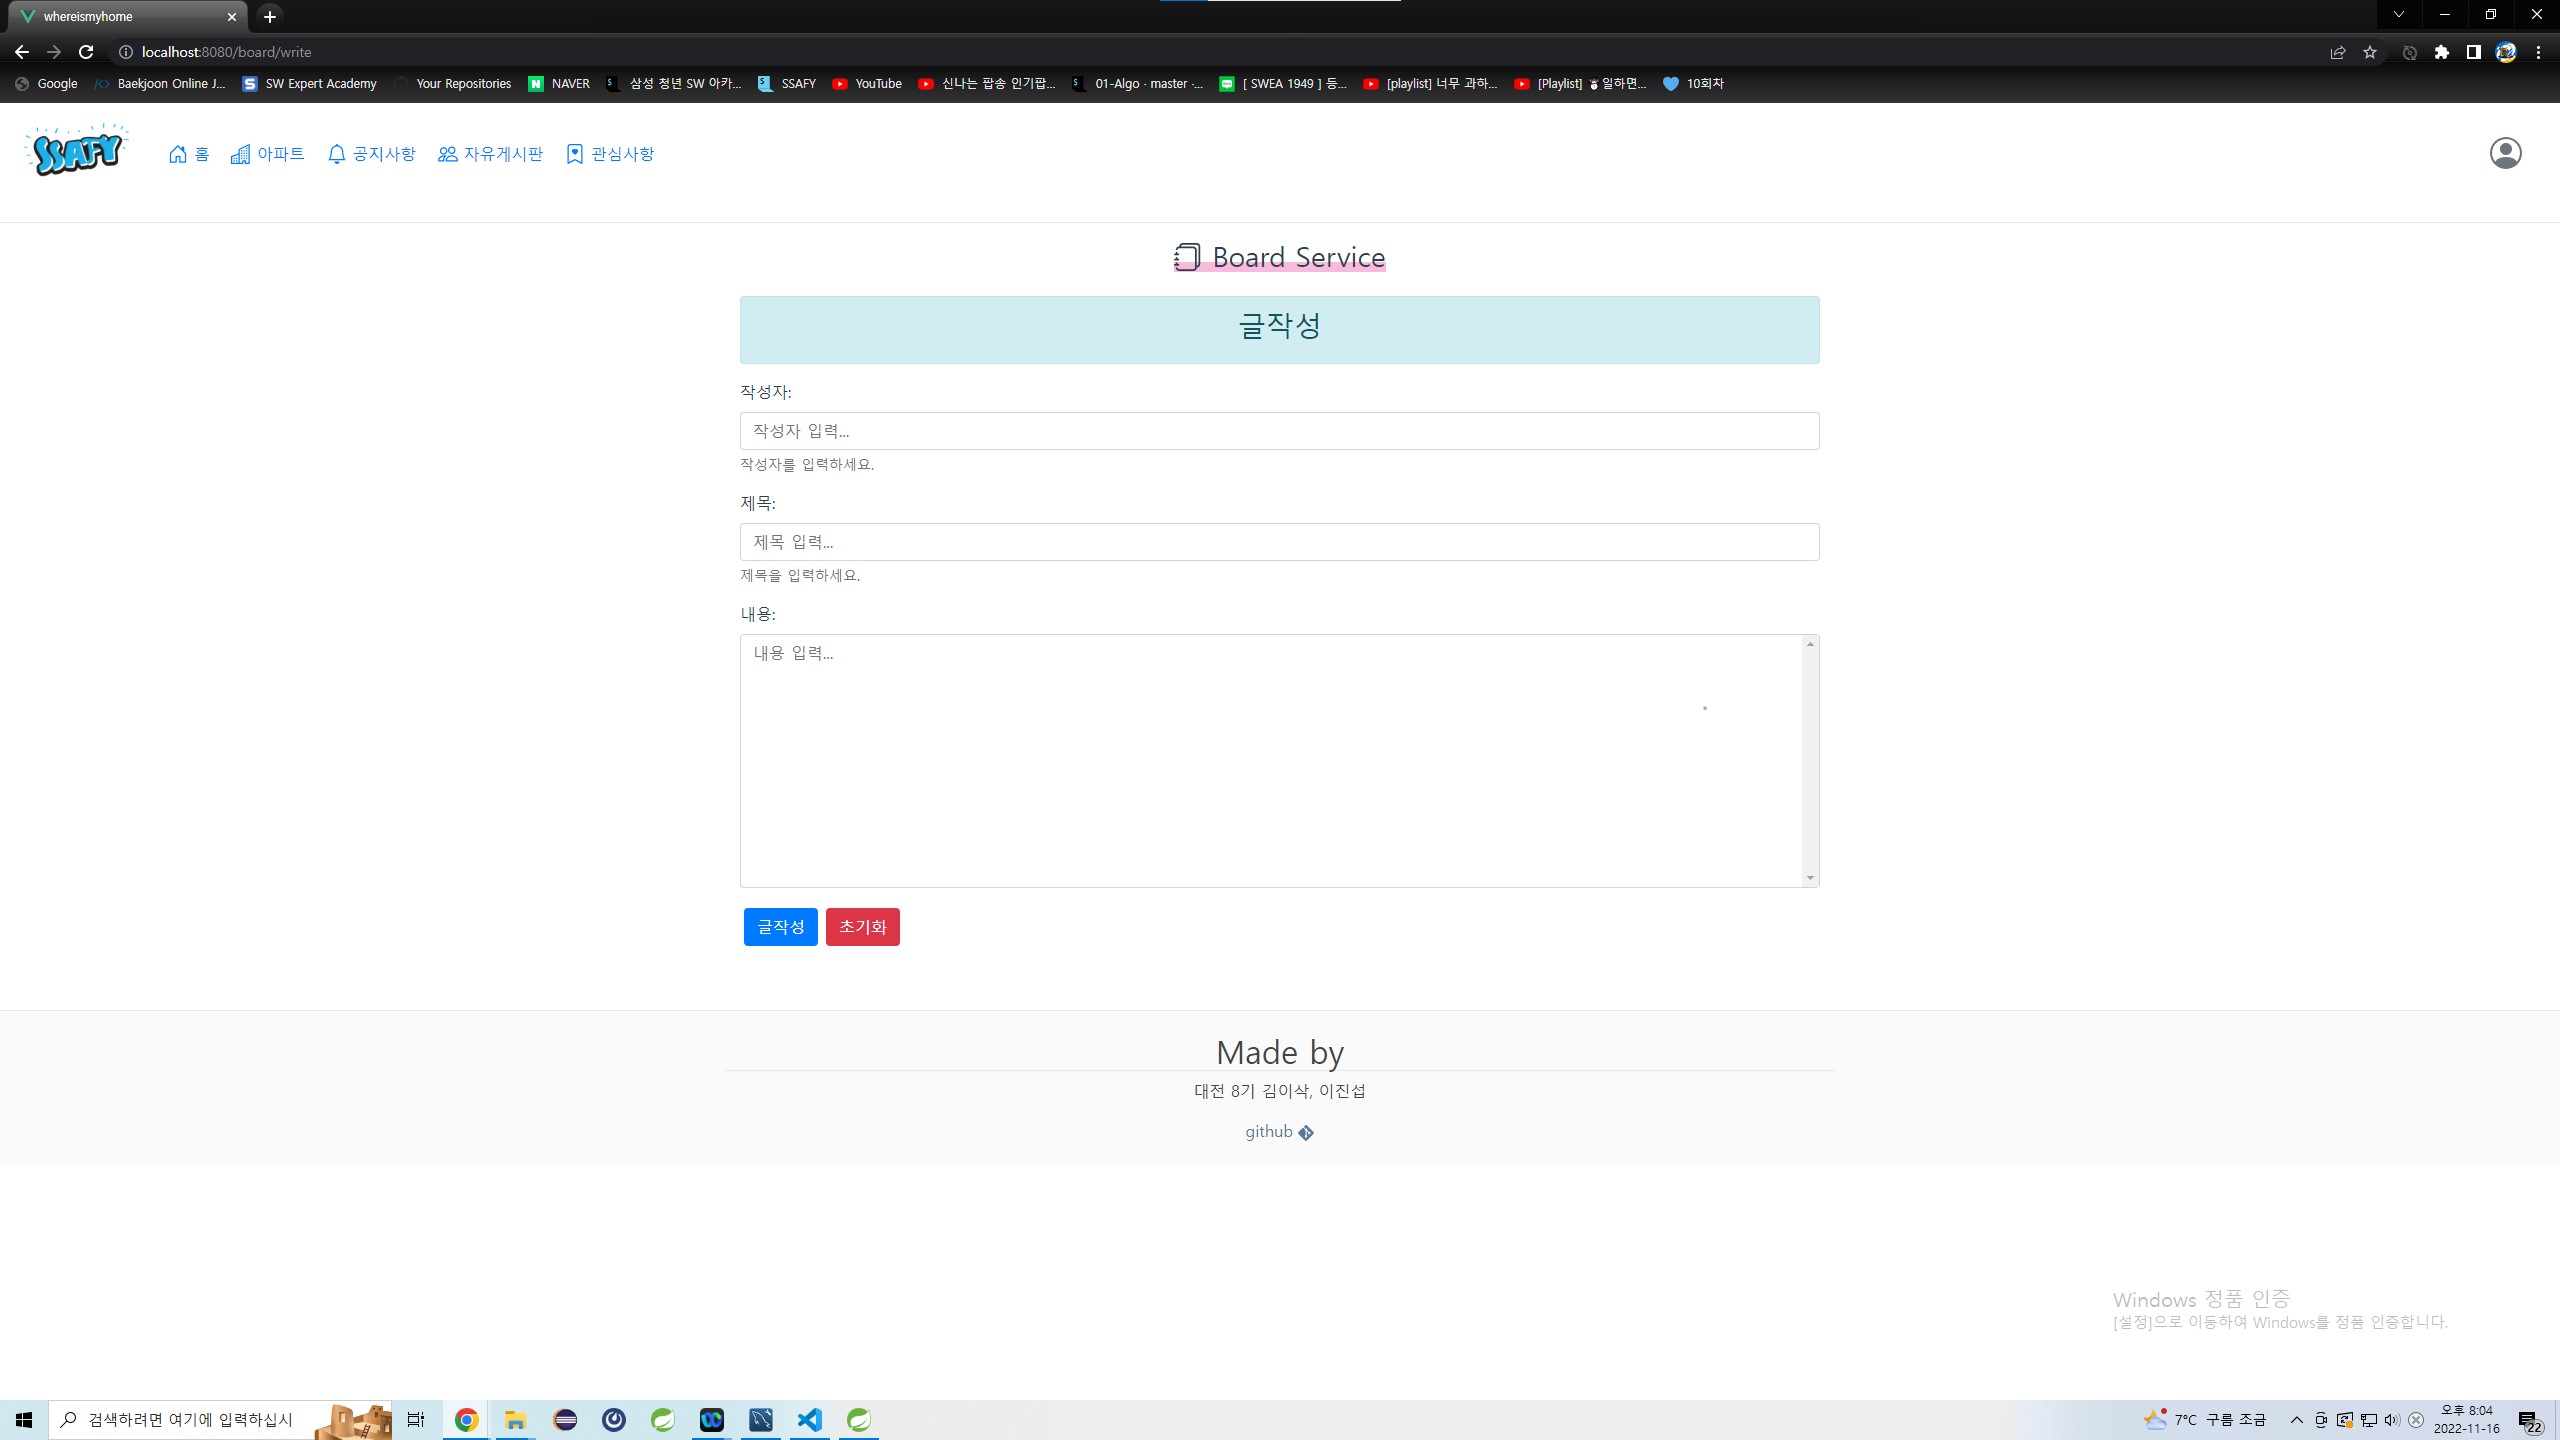 whereismyhome
localhost:8080/board/write
Google
Baekjoon Online J...
SW Expert Academy
Your Repositories
NAVER
삼성 청년 SW 아카...
SSAFY
YouTube
신나는 팝송 인기팝...
01-Algo · master ·...
[ SWEA 1949 ] 등...
[playlist] 너무 과하...
[Playlist] ☃일하면...
10회차
SSAFY
홈
아파트
공지사항
자유게시판
관심사항
Board Service
글작성
작성자:
작성자 입력...
작성자를 입력하세요.
제목:
제목 입력...
제목을 입력하세요.
내용:
내용 입력...
글작성
초기화
Made by
대전 8기 김이삭, 이진섭
github
Windows 정품 인증
[설정]으로 이동하여 Windows를 정품 인증합니다.
검색하려면 여기에 입력하십시
7°C 구름 조금
오후 8:04
2022-11-16
22